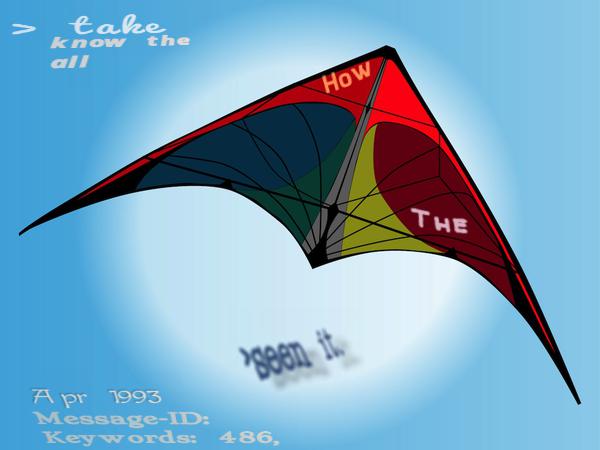 > take
know the
all
How
THE
>seen it.
Apr 1993
Message-ID:
Keywords: 486,